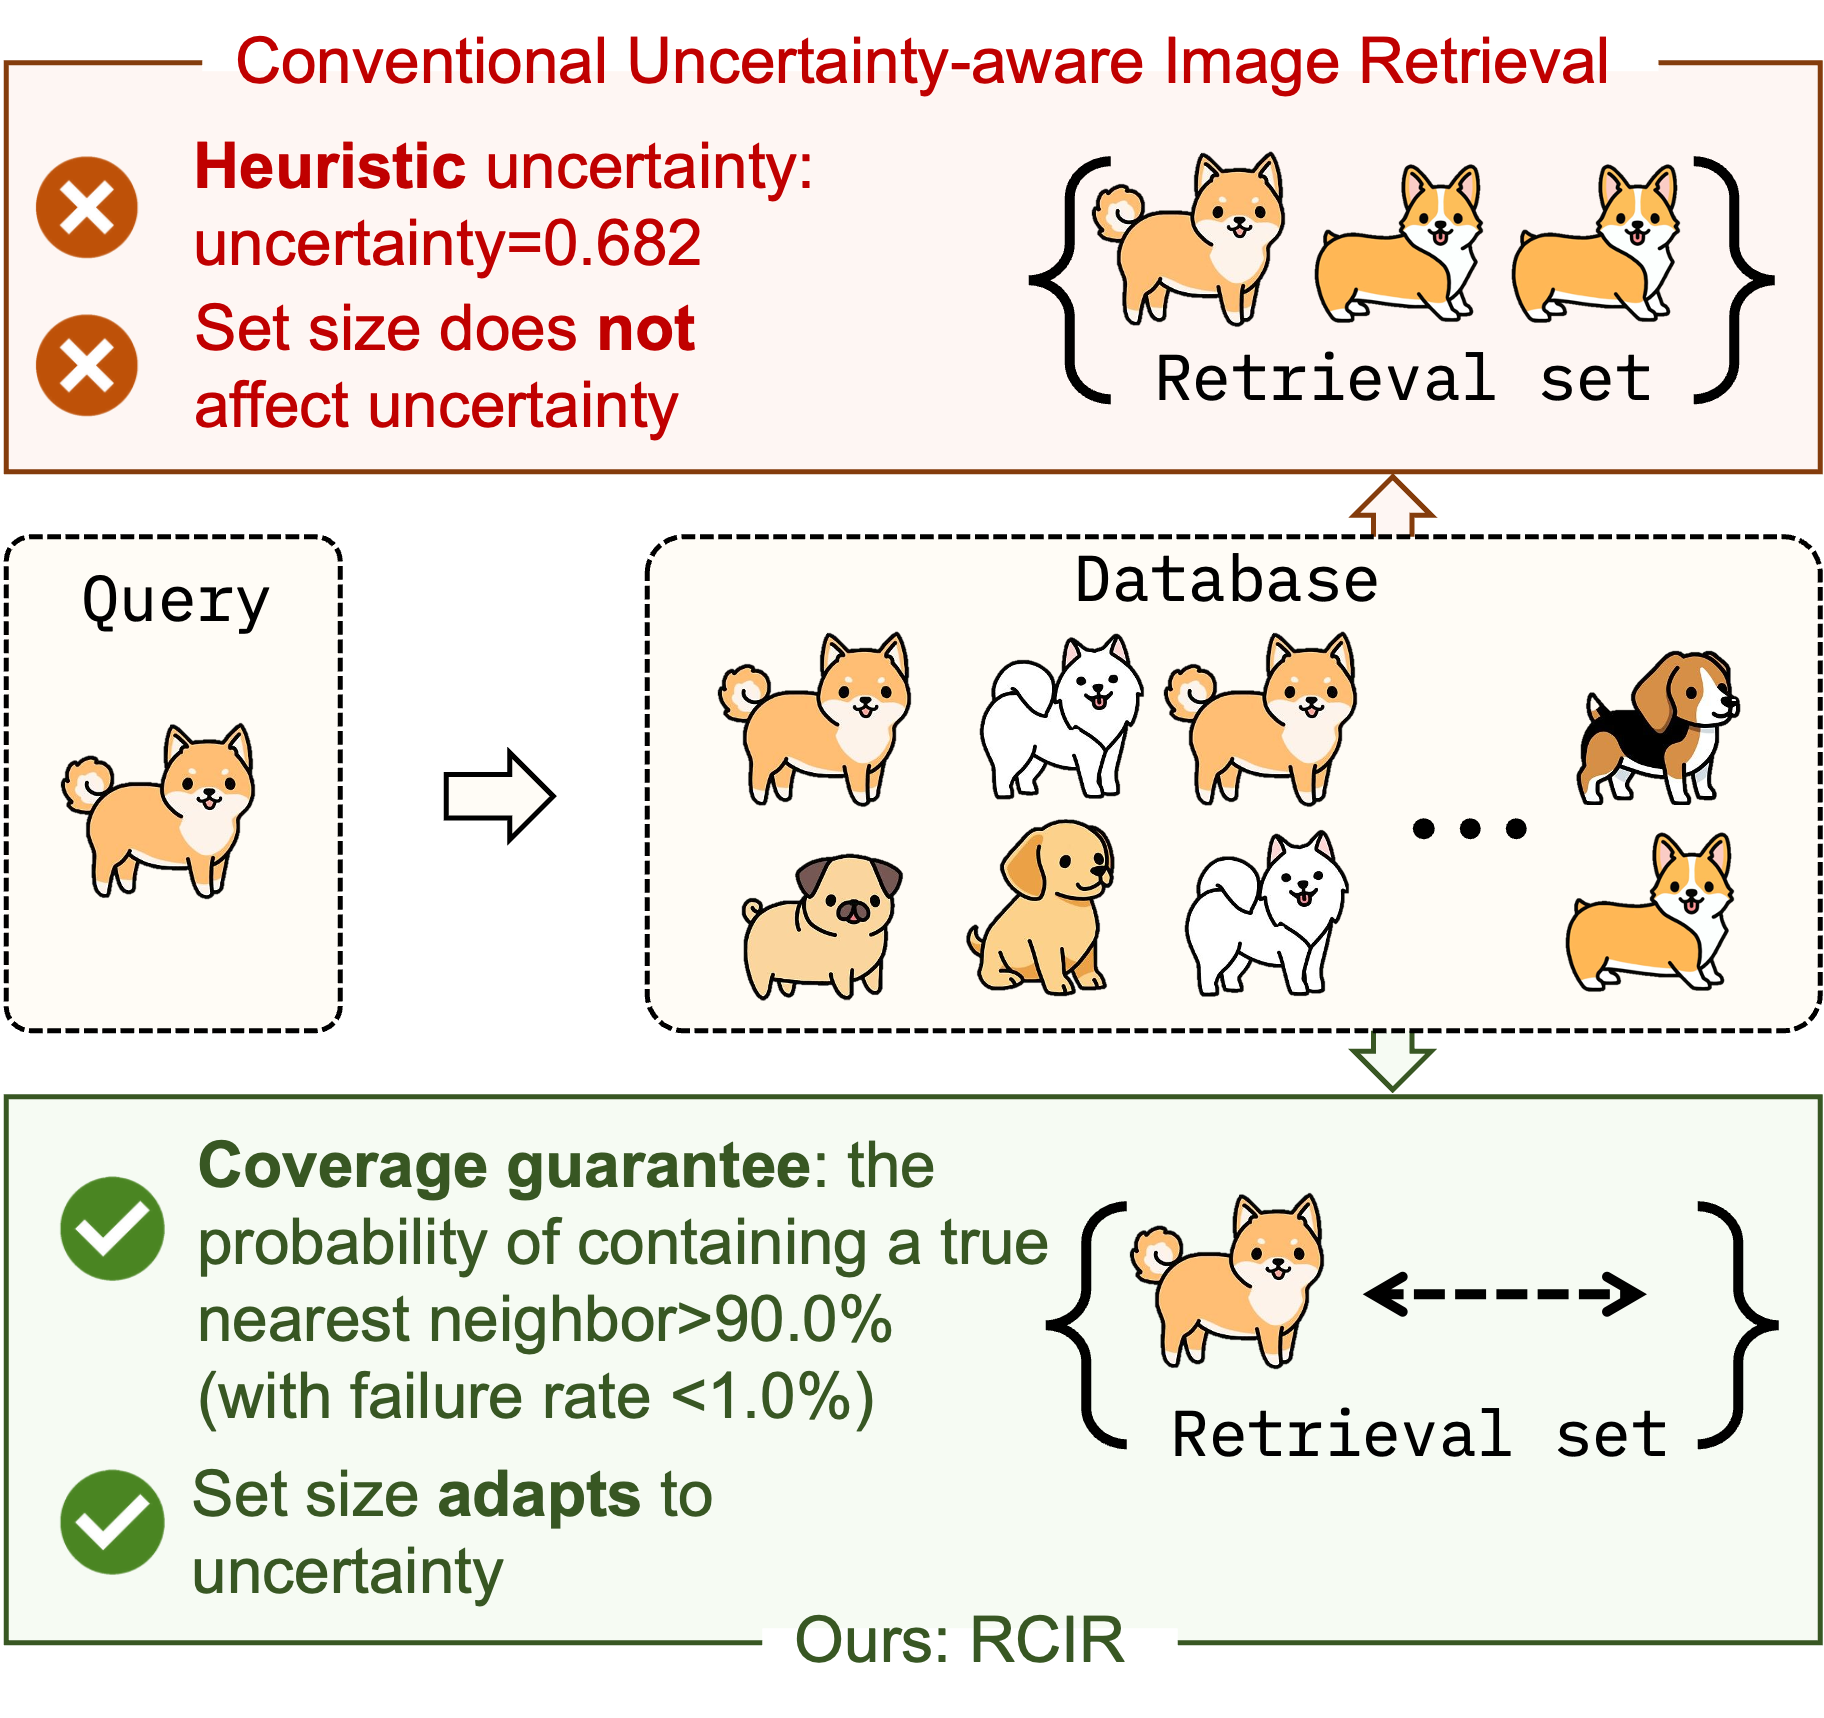 Conventional Uncertainty-aware Image Retrieval
Heuristic uncertainty:
uncertainty=0.682
Set size does not
affect uncertainty
Retrieval set
Query
Database
Coverage guarantee: the
probability of containing a true
nearest neighbor>90.0%
(with failure rate <1.0%)
Set size adapts to
uncertainty
Retrieval set
Ours: RCIR